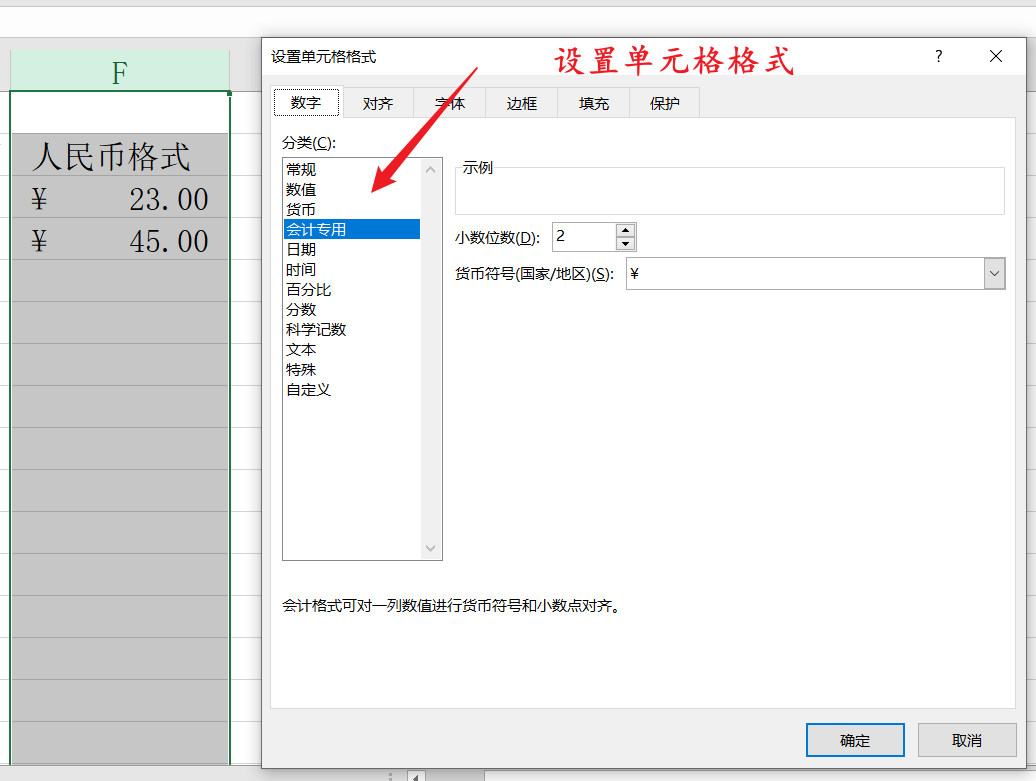 设置单元格格式
设置单元格格式
?
F
数字 对齐 字体 边框 填充 保护
分类(C):
人民币格式
¥ 23.00
¥ 45.00
常规
数值
货币
会计专用
日期
时间
百分比
分数
科学记数
文本
特殊
自定义
示例
小数位数(D): 2
货币符号(国家/地区)(S): ¥
会计格式可对一列数值进行货币符号和小数点对齐。
确定 取消